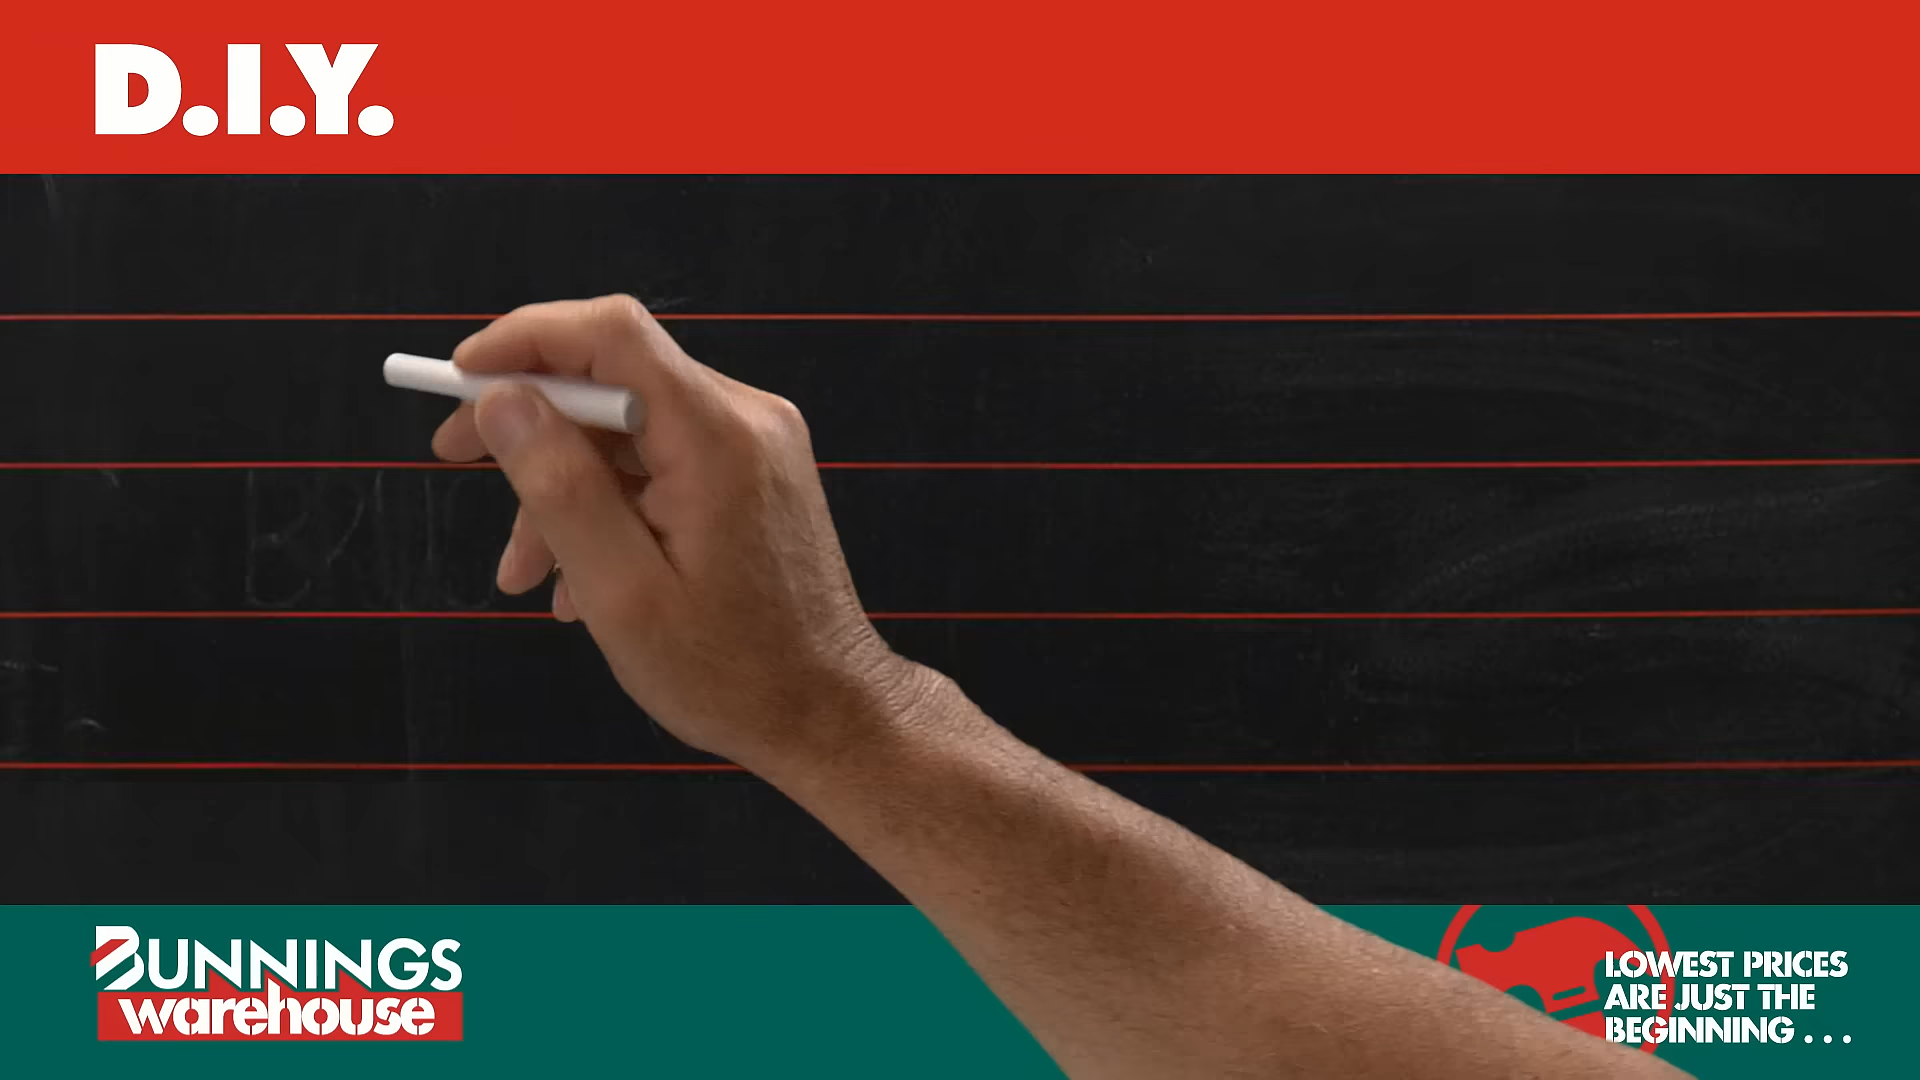 D.I.Y.
BUNNINGS
warehouse
LOWEST PRICES
ARE JUST THE
BEGINNING...